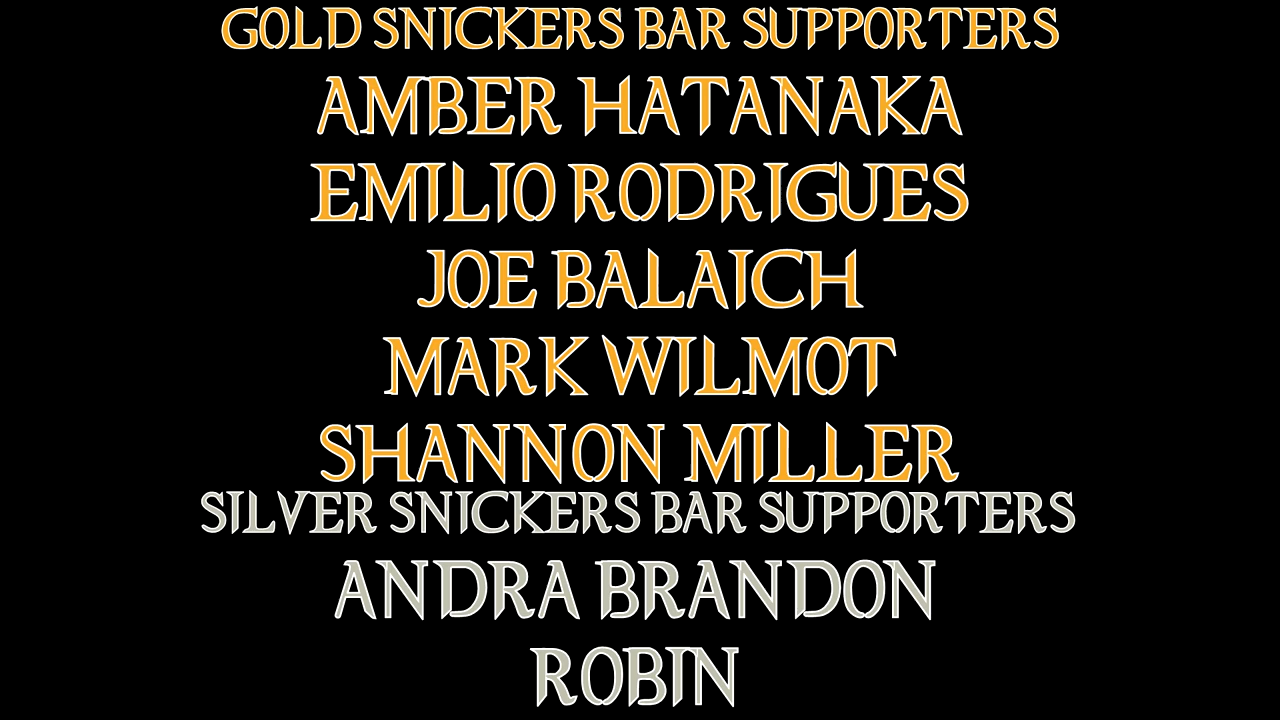 GOLD SNICKERS BAR SUPPORTERS
AMBER HATANAKA
EMILIO RODRIGUES
JOE BALAICH
MARK WILMOT
SHANNON MILLER
SILVER SNICKERS BAR SUPPORTERS
ANDRA BRANDON
ROBIN